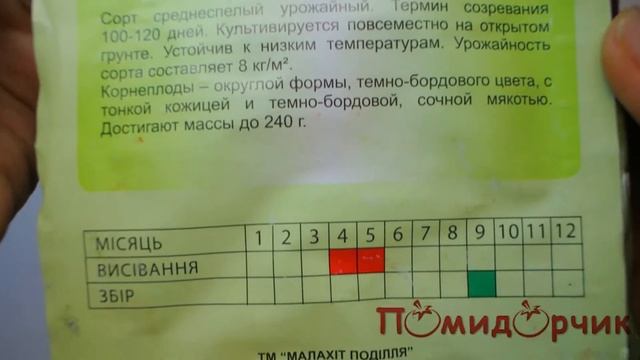 Сорт среднеспелый урожайный. Термин созревания
100-120 дней. Культивируется повсеместно на открытом
грунте. Устойчив к низким температурам. Урожайность
сорта составляет 8 кг/м².
Корнеплоды – округлой формы, темно-бордового цвета, с
тонкой кожицей и темно-бордовой, сочной мякотью.
Достигают массы до 240 г.
МІСЯЦЬ 1 2 3 4 5 6 7 8 9 10 11 12
ВИСІВАННЯ
ЗБІР
Помидорчик
ТМ "МАЛАХІТ ПОДІЛЛЯ"